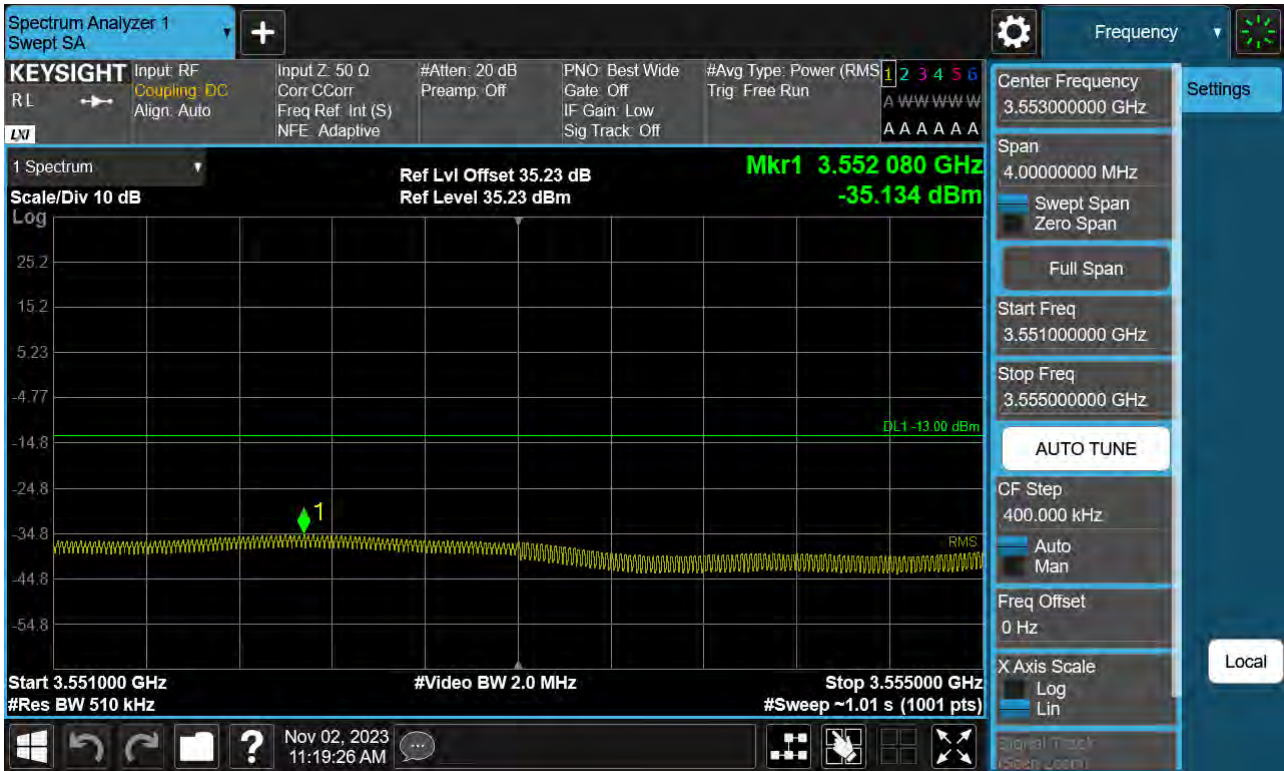 Spectrum Analyzer 1
Swept SA
Frequency
KEYSIGHT
RL
LXI
Input: RF
Coupling: DC
Align: Auto
Input Z: 50 Ω
Corr CCorr
Freq Ref: Int (S)
NFE: Adaptive
#Atten: 20 dB
Preamp: Off
PNO: Best Wide
Gate: Off
IF Gain: Low
Sig Track: Off
#Avg Type: Power (RMS
Trig: Free Run
1 2 3 4 5 6
A W W W W W
A A A A A A
1 Spectrum
Scale/Div 10 dB
Log
Ref Lvl Offset 35.23 dB
Ref Level 35.23 dBm
Mkr1 3.552 080 GHz
-35.134 dBm
25.2
15.2
5.23
-4.77
DL1 -13.00 dBm
-14.8
-24.8
1
-34.8
RMS
-44.8
-54.8
Start 3.551000 GHz
#Res BW 510 kHz
#Video BW 2.0 MHz
Stop 3.555000 GHz
#Sweep ~1.01 s (1001 pts)
Nov 02, 2023
11:19:26 AM
Center Frequency
3.553000000 GHz
Settings
Span
4.00000000 MHz
Swept Span
Zero Span
Full Span
Start Freq
3.551000000 GHz
Stop Freq
3.555000000 GHz
AUTO TUNE
CF Step
400.000 kHz
Auto
Man
Freq Offset
0 Hz
X Axis Scale
Log
Lin
Signal Track
(Span Zoom)
Local